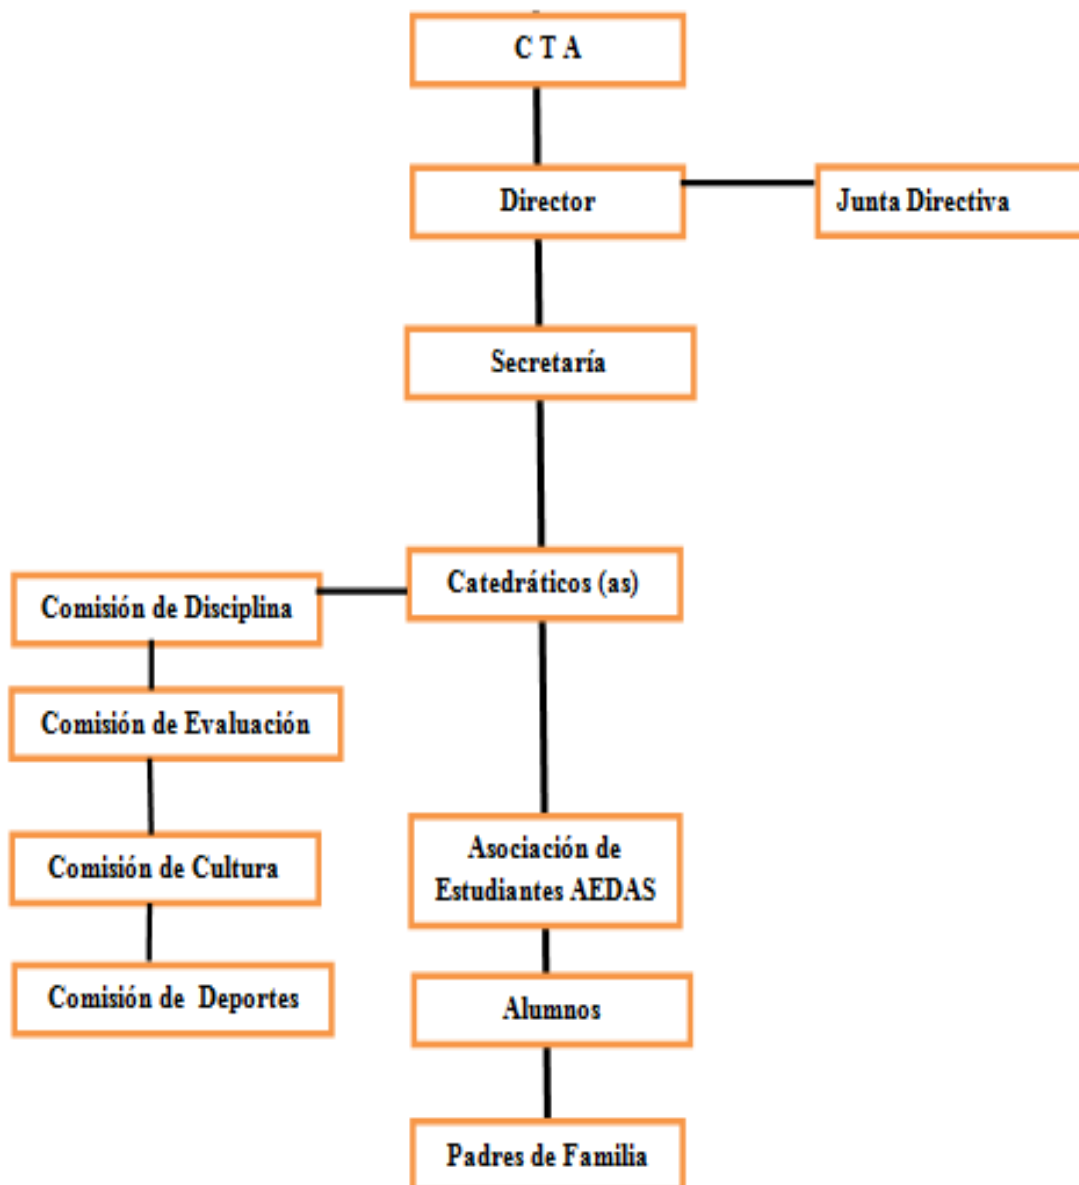 C T A
Director
Junta Directiva
Secretaría
Catedráticos (as)
Comisión de Disciplina
Comisión de Evaluación
Comisión de Cultura
Comisión de Deportes
Asociación de
Estudiantes AEDAS
Alumnos
Padres de Familia